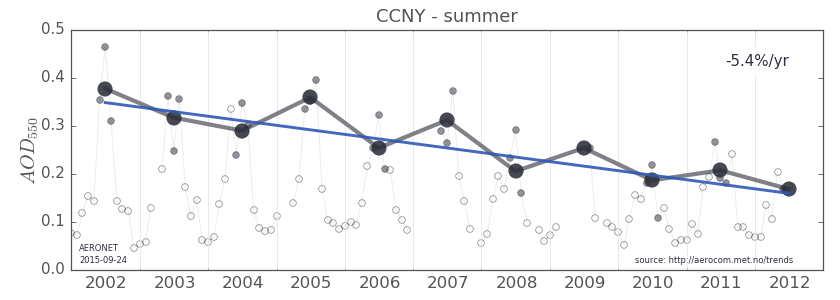 CCNY - summer
0.5
-5.4%/yr
0.4
0.3
AOD550
0.2
0.1
AERONET
2015-09-24
source: http://aerocom.met.no/trends
0.0
2002 2003 2004 2005 2006 2007 2008 2009 2010 2011 2012